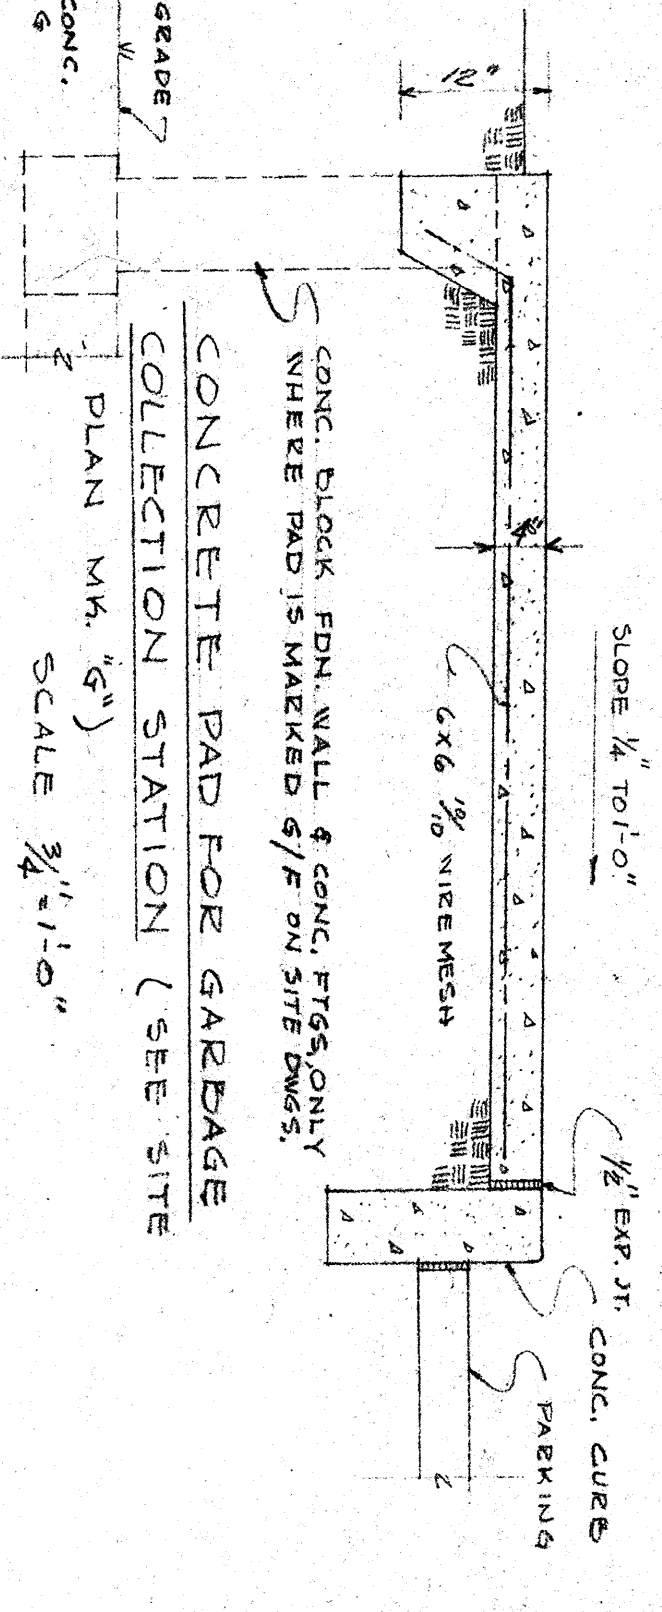 SLOPE 1/4" TO 1'-0"
1/2" EXP. JT.
CONC. CURB
PARKING
12"
4"
6X6 10/10 WIRE MESH
CONC. BLOCK FDN. WALL & CONC. FTGS, ONLY
WHERE PAD IS MARKED G/F ON SITE DWGS.
CONCRETE PAD FOR GARBAGE
COLLECTION STATION (SEE SITE
PLAN MK. "G")
SCALE 3/4" = 1'-0"
GRADE
CONC.
G